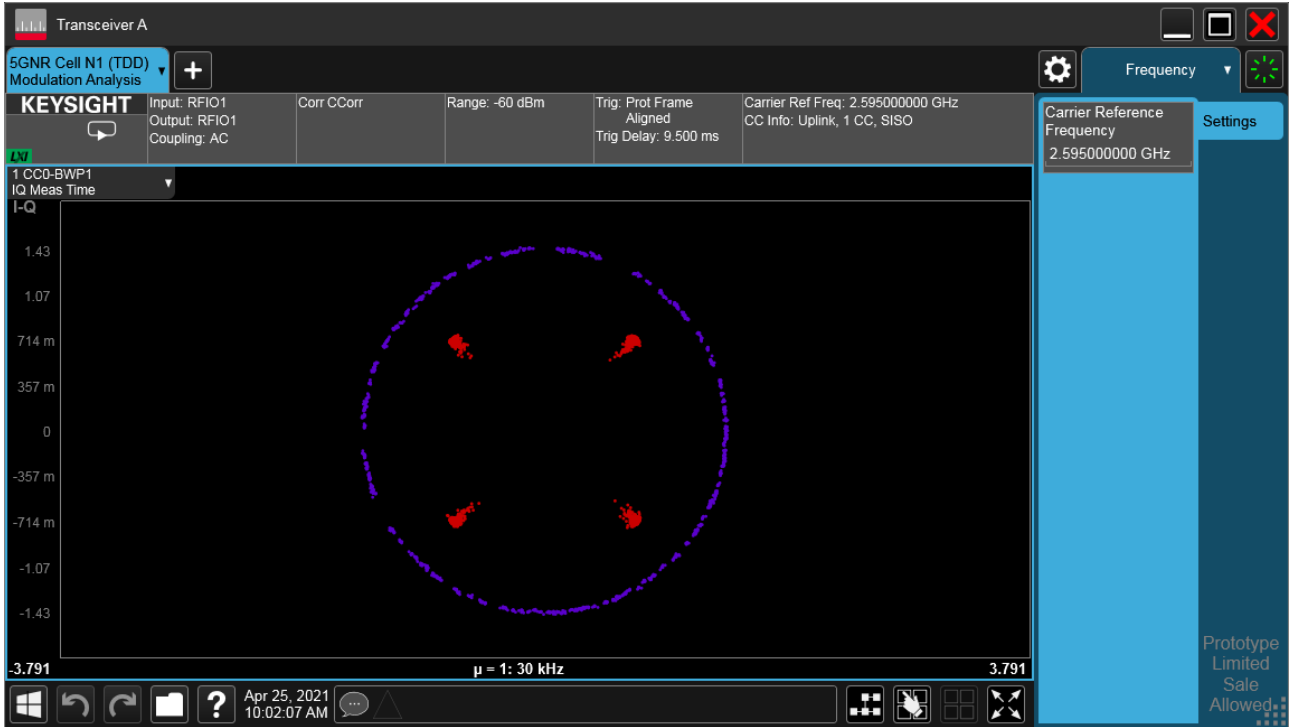 Transceiver A
5GNR Cell N1 (TDD)
Modulation Analysis
+
Frequency
KEYSIGHT
LXI
Input: RFIO1
Output: RFIO1
Coupling: AC
Corr CCorr
Range: -60 dBm
Trig: Prot Frame
Aligned
Trig Delay: 9.500 ms
Carrier Ref Freq: 2.595000000 GHz
CC Info: Uplink, 1 CC, SISO
Carrier Reference
Frequency
2.595000000 GHz
Settings
1 CC0-BWP1
IQ Meas Time
I-Q
1.43
1.07
714 m
357 m
0
-357 m
-714 m
-1.07
-1.43
-3.791
µ = 1: 30 kHz
3.791
Prototype
Limited
Sale
Allowed
?
Apr 25, 2021
10:02:07 AM